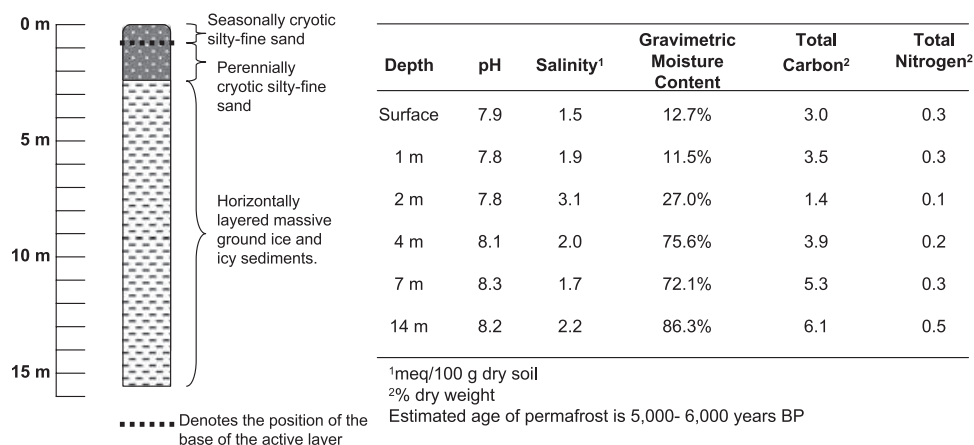 0 m
5 m
10 m
15 m
Seasonally cryotic
silty-fine sand
Perennially
cryotic silty-fine
sand
Horizontally
layered massive
ground ice and
icy sediments.
Denotes the position of the
base of the active layer
Depth pH Salinity¹ Gravimetric Moisture Content Total Carbon² Total Nitrogen²
Surface 7.9 1.5 12.7% 3.0 0.3
1 m 7.8 1.9 11.5% 3.5 0.3
2 m 7.8 3.1 27.0% 1.4 0.1
4 m 8.1 2.0 75.6% 3.9 0.2
7 m 8.3 1.7 72.1% 5.3 0.3
14 m 8.2 2.2 86.3% 6.1 0.5
¹meq/100 g dry soil
²% dry weight
Estimated age of permafrost is 5,000- 6,000 years BP